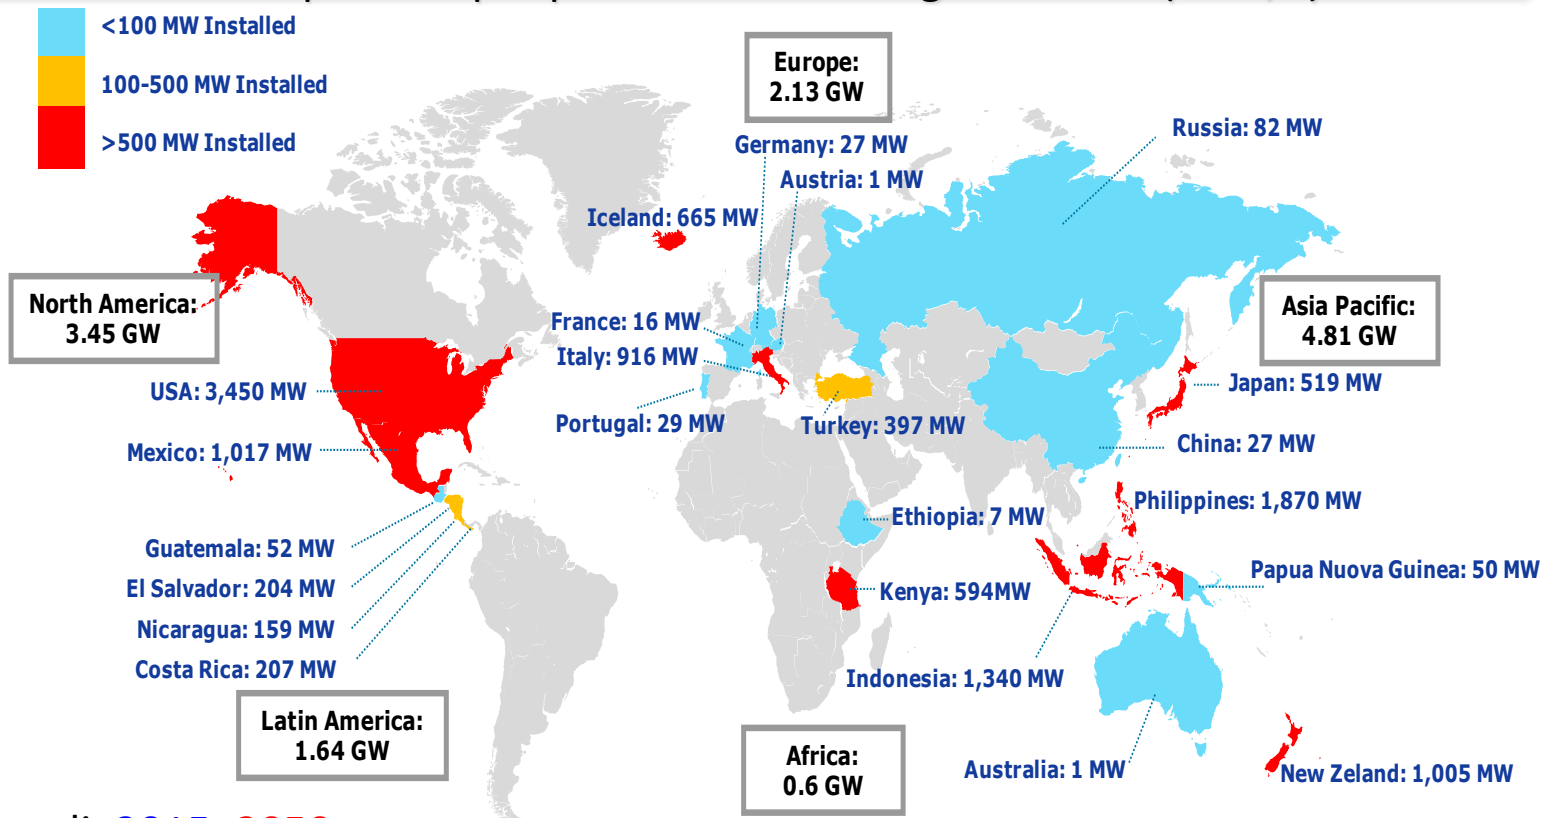 <100 MW Installed
100-500 MW Installed
>500 MW Installed
Europe:
2.13 GW
Germany: 27 MW
Austria: 1 MW
Russia: 82 MW
Iceland: 665 MW
North America:
3.45 GW
Asia Pacific:
4.81 GW
France: 16 MW
Italy: 916 MW
USA: 3,450 MW
Japan: 519 MW
Portugal: 29 MW
Turkey: 397 MW
Mexico: 1,017 MW
China: 27 MW
Philippines: 1,870 MW
Ethiopia: 7 MW
Guatemala: 52 MW
Papua Nuova Guinea: 50 MW
El Salvador: 204 MW
Kenya: 594MW
Nicaragua: 159 MW
Costa Rica: 207 MW
Indonesia: 1,340 MW
Latin America:
1.64 GW
Africa:
0.6 GW
Australia: 1 MW
New Zeland: 1,005 MW